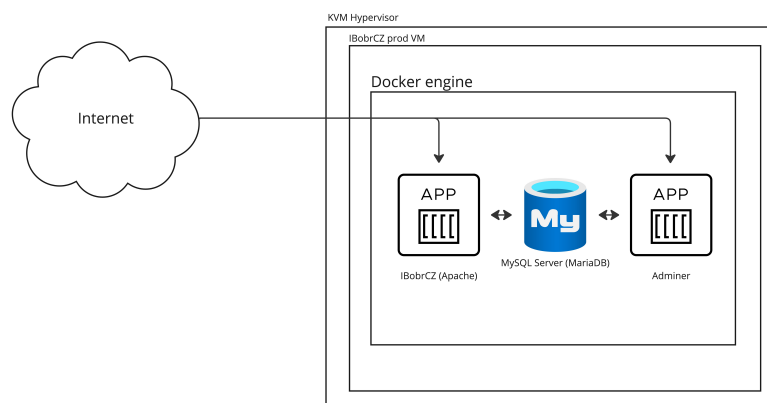 KVM Hypervisor
IBobrCZ prod VM
Docker engine
Internet
APP
My
APP
MySQL Server (MariaDB)
IBobrCZ (Apache)
Adminer